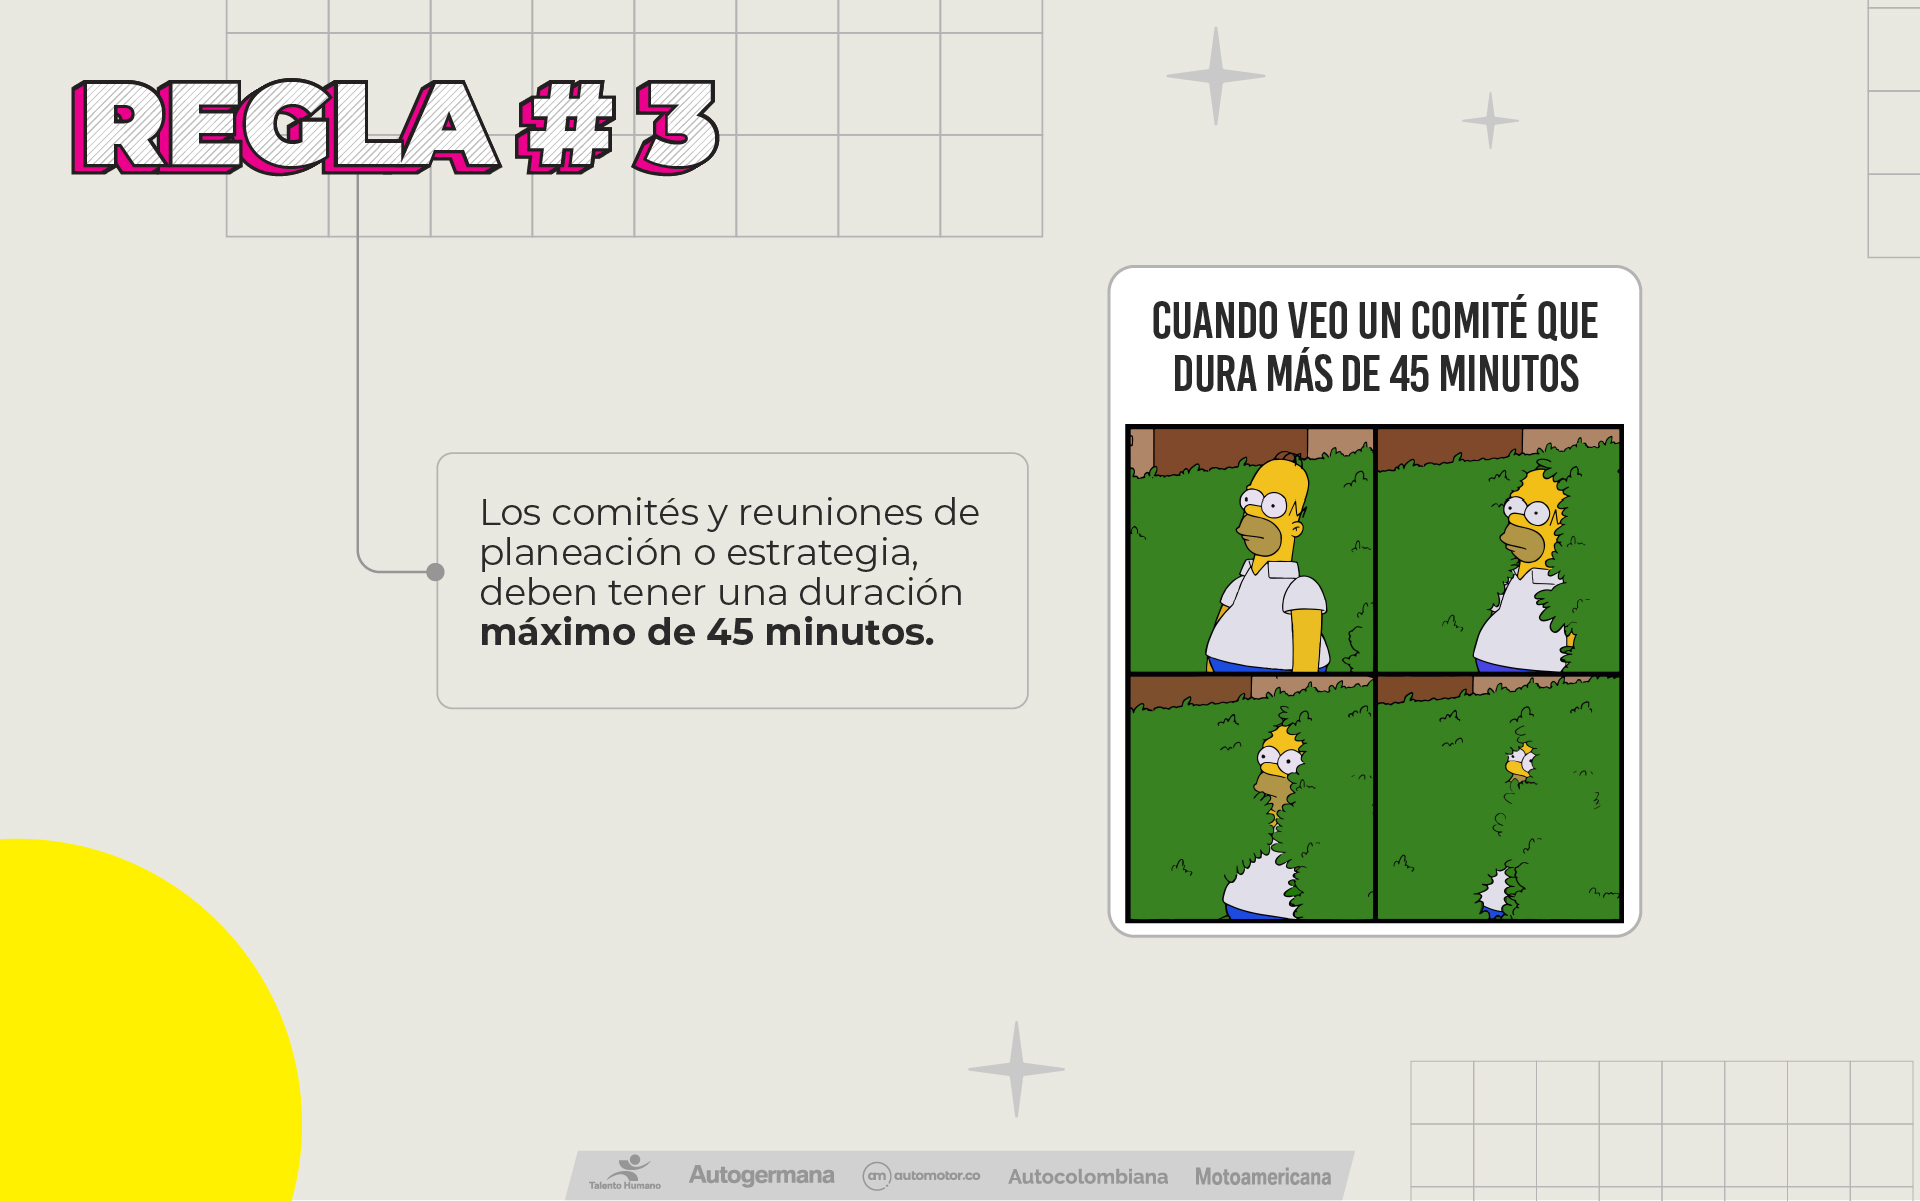 REGLA # 3
Los comités y reuniones de
planeación o estrategia,
deben tener una duración
máximo de 45 minutos.
CUANDO VEO UN COMITÉ QUE
DURA MÁS DE 45 MINUTOS
Talento Humano
Autogermana
am automotor.co
Autocolombiana
Motoamericana